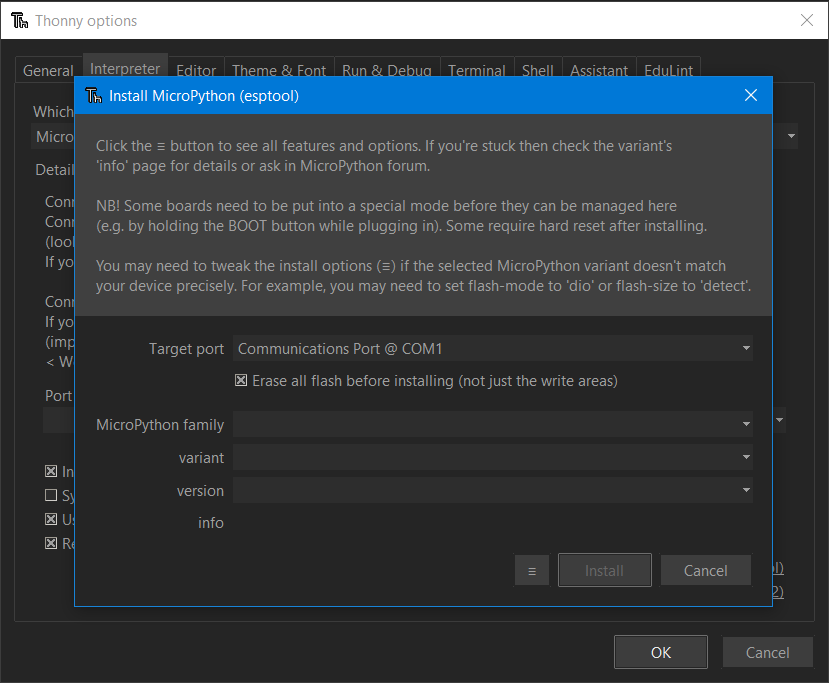 Thonny options
General Interpreter Editor Theme & Font Run & Debug Terminal Shell Assistant EduLint
Which
Micro
Detail
Conn
Conn
(look
If yo
Conn
If yo
(imp
< W
Port
In
Sy
Us
Re
Install MicroPython (esptool)
Click the ≡ button to see all features and options. If you're stuck then check the variant's
'info' page for details or ask in MicroPython forum.
NB! Some boards need to be put into a special mode before they can be managed here
(e.g. by holding the BOOT button while plugging in). Some require hard reset after installing.
You may need to tweak the install options (≡) if the selected MicroPython variant doesn't match
your device precisely. For example, you may need to set flash-mode to 'dio' or flash-size to 'detect'.
Target port Communications Port @ COM1
Erase all flash before installing (not just the write areas)
MicroPython family
variant
version
info
≡ Install Cancel
ol)
2)
OK Cancel